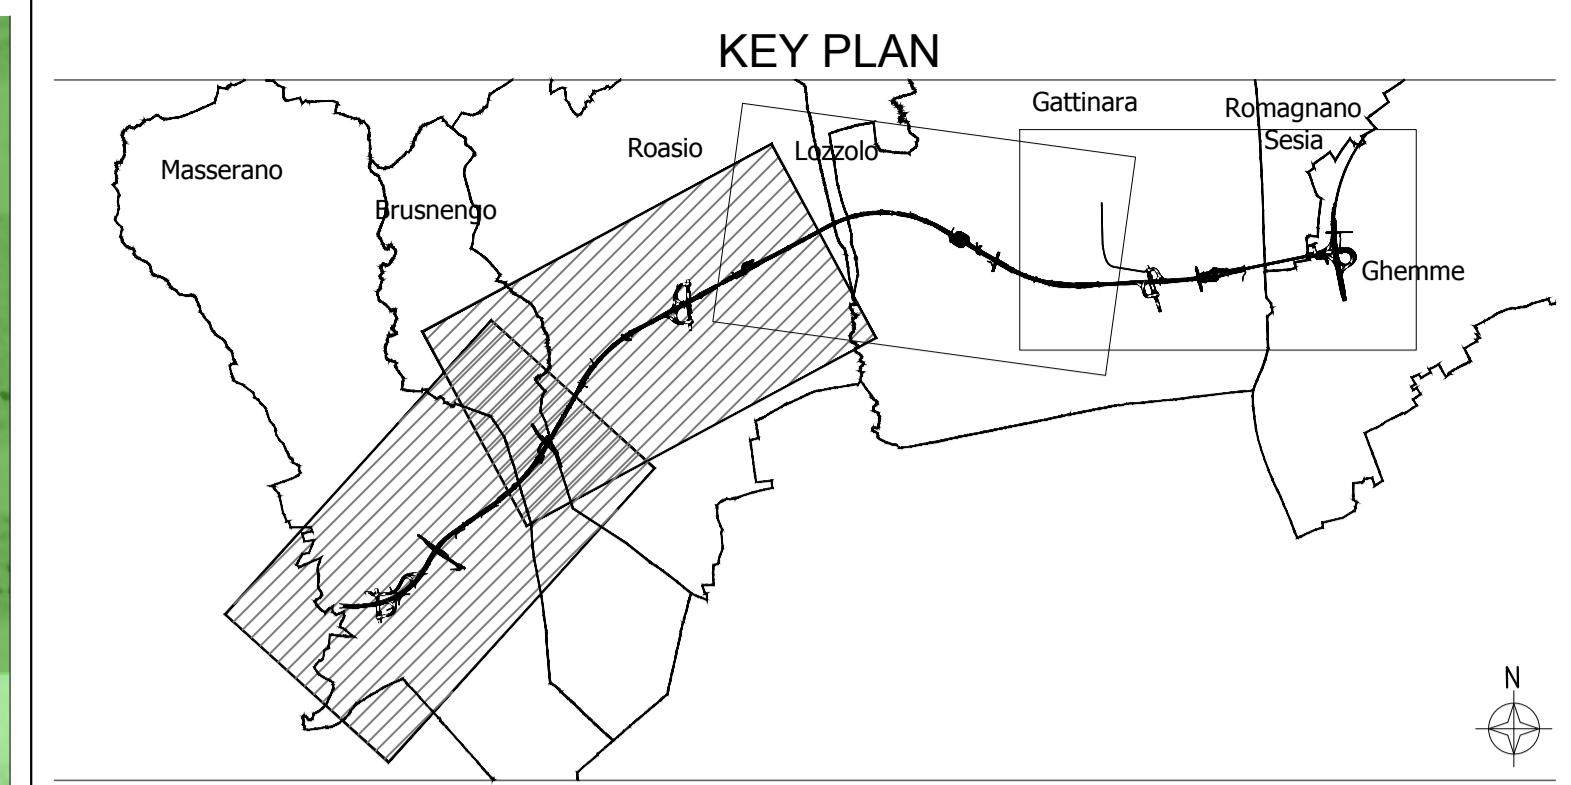 KEY PLAN
Gattinara
Romagnano
Sesia
Roasio
Lozzolo
Masserano
Brusnengo
Ghemme
N